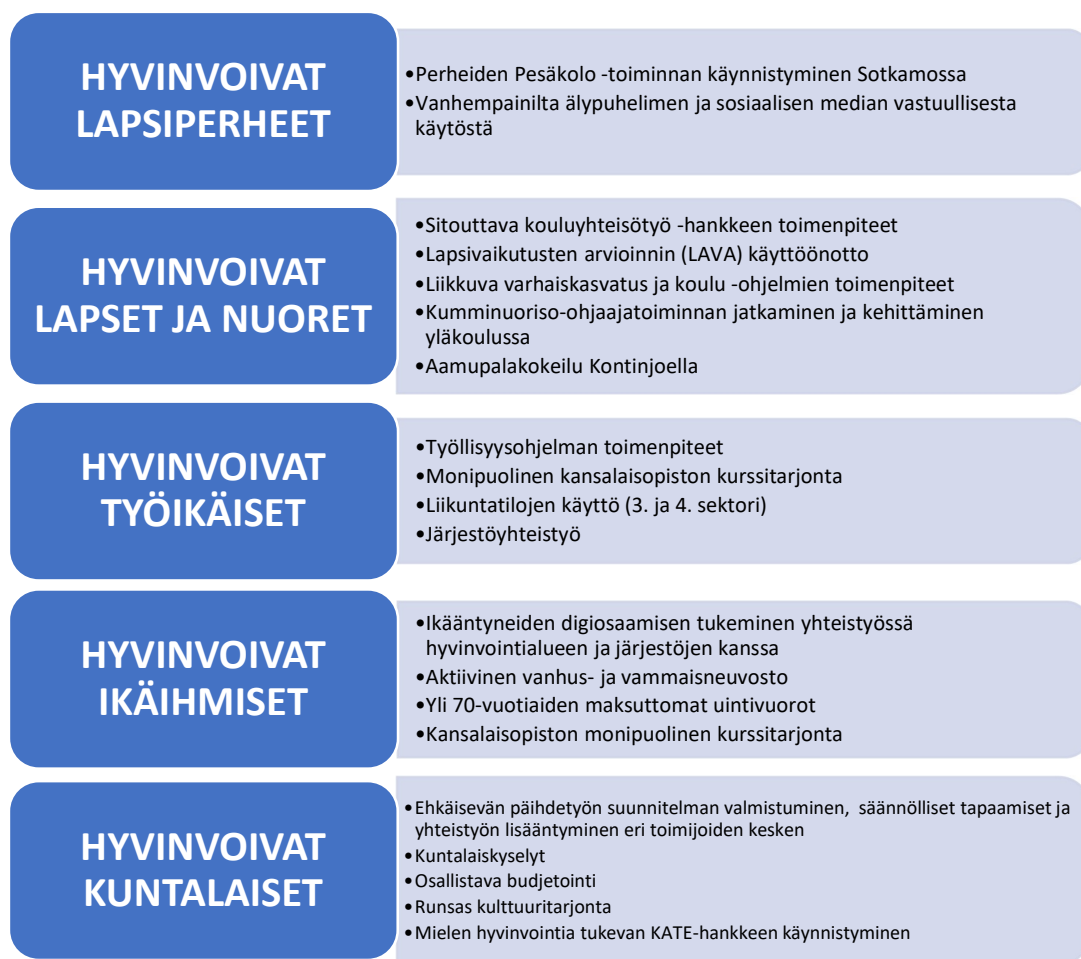 HYVINVOIVAT
LAPSIPERHEET
•Perheiden Pesäkolo -toiminnan käynnistyminen Sotkamossa
•Vanhempainilta älypuhelimen ja sosiaalisen median vastuullisesta
käytöstä
HYVINVOIVAT
LAPSET JA NUORET
•Sitouttava kouluyhteisötyö -hankkeen toimenpiteet
•Lapsivaikutusten arvioinnin (LAVA) käyttöönotto
•Liikkuva varhaiskasvatus ja koulu -ohjelmien toimenpiteet
•Kumminuoriso-ohjaajatoiminnan jatkaminen ja kehittäminen
yläkoulussa
•Aamupalakokeilu Kontinjoella
HYVINVOIVAT
TYÖIKÄISET
•Työllisyysohjelman toimenpiteet
•Monipuolinen kansalaisopiston kurssitarjonta
•Liikuntatilojen käyttö (3. ja 4. sektori)
•Järjestöyhteistyö
HYVINVOIVAT
IKÄIHMISET
•Ikääntyneiden digiosaamisen tukeminen yhteistyössä
hyvinvointialueen ja järjestöjen kanssa
•Aktiivinen vanhus- ja vammaisneuvosto
•Yli 70-vuotiaiden maksuttomat uintivuorot
•Kansalaisopiston monipuolinen kurssitarjonta
HYVINVOIVAT
KUNTALAISET
•Ehkäisevän päihdetyön suunnitelman valmistuminen, säännölliset tapaamiset ja
yhteistyön lisääntyminen eri toimijoiden kesken
•Kuntalaiskyselyt
•Osallistava budjetointi
•Runsas kulttuuritarjonta
•Mielen hyvinvointia tukevan KATE-hankkeen käynnistyminen